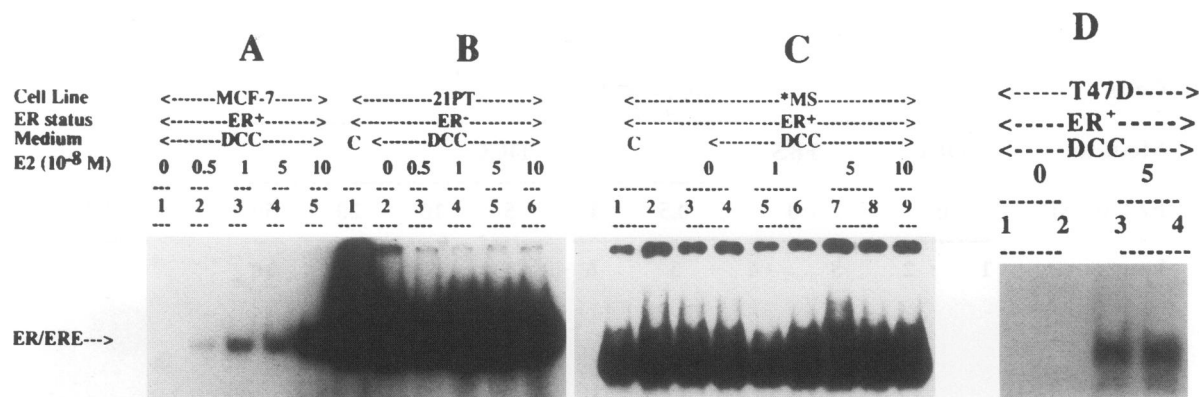 A B C D
Cell Line <-------MCF-7------> <----------21PT----------> <--------------------*MS-------------------> <------T47D----->
ER status <-------ER+-------> <----------ER- ----------> <--------------------ER+-------------------> <------ER+ ----->
Medium <-------DCC------> C <-------DCC--------> C <-------------DCC-------------> <------DCC----->
E2 (10-8 M) 0 0.5 1 5 10 0 0.5 1 5 10 0 1 5 10 0 5
1 2 3 4 5 1 2 3 4 5 6 1 2 3 4 5 6 7 8 9 1 2 3 4
ER/ERE--->